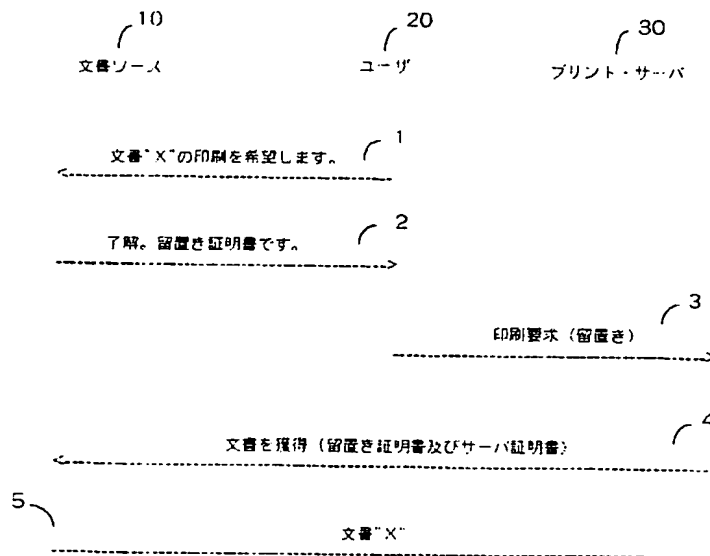 10
20
30
文書ソース
ユーザ
プリント・サーバ
1
文書"X"の印刷を希望します。
2
了解。留置き証明書です。
3
印刷要求（留置き）
4
文書を獲得（留置き証明書及びサーバ証明書）
5
文書"X"